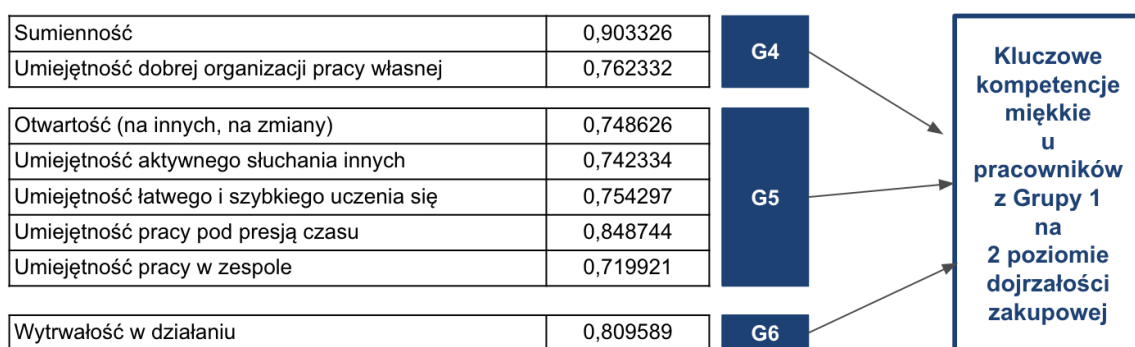 Sumienność 0,903326
Umiejętność dobrej organizacji pracy własnej 0,762332
G4
Otwartość (na innych, na zmiany) 0,748626
Umiejętność aktywnego słuchania innych 0,742334
Umiejętność łatwego i szybkiego uczenia się 0,754297
Umiejętność pracy pod presją czasu 0,848744
Umiejętność pracy w zespole 0,719921
G5
Wytrwałość w działaniu 0,809589
G6
Kluczowe
kompetencje
miękkie
u
pracowników
z Grupy 1
na
2 poziomie
dojrzałości
zakupowej